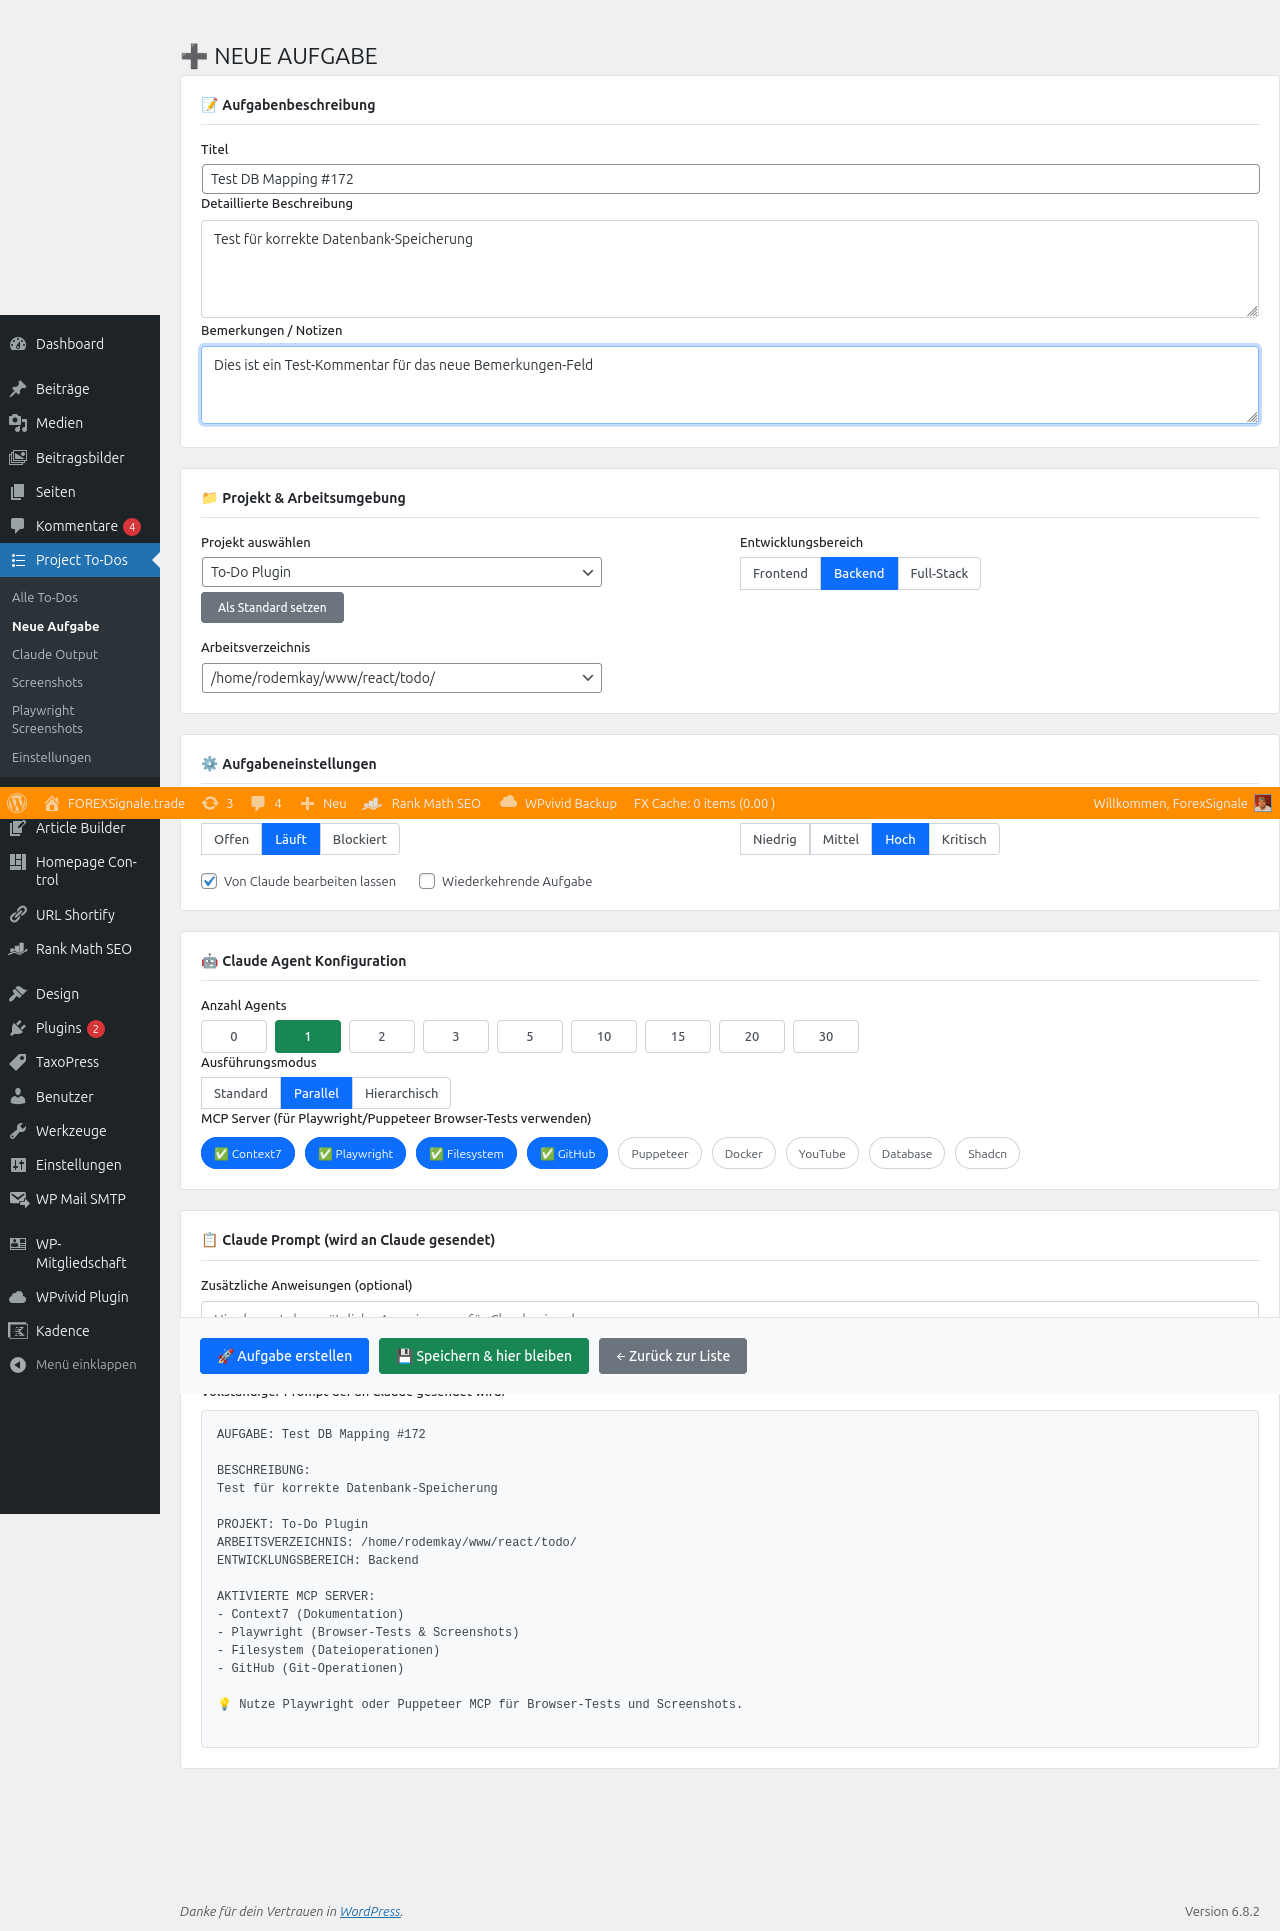 NEUE AUFGABE
Aufgabenbeschreibung
Titel
Test DB Mapping #172
Detaillierte Beschreibung
Test für korrekte Datenbank-Speicherung
Bemerkungen / Notizen
Dies ist ein Test-Kommentar für das neue Bemerkungen-Feld
Dashboard
Beiträge
Medien
Beitragsbilder
Seiten
Kommentare 4
Project To-Dos
Alle To-Dos
Neue Aufgabe
Claude Output
Screenshots
Playwright
Screenshots
Einstellungen
Projekt & Arbeitsumgebung
Projekt auswählen
To-Do Plugin
Als Standard setzen
Entwicklungsbereich
Frontend Backend Full-Stack
Arbeitsverzeichnis
/home/rodemkay/www/react/todo/
Aufgabeneinstellungen
FOREXSignale.trade 3 4 Neu Rank Math SEO WPvivid Backup FX Cache: 0 items (0.00 ) Willkommen, ForexSignale
Article Builder
Homepage Con-
trol
URL Shortify
Rank Math SEO
Design
Plugins 2
TaxoPress
Benutzer
Werkzeuge
Einstellungen
WP Mail SMTP
WP-
Mitgliedschaft
WPvivid Plugin
Kadence
Menü einklappen
Offen Läuft Blockiert
Niedrig Mittel Hoch Kritisch
Von Claude bearbeiten lassen Wiederkehrende Aufgabe
Claude Agent Konfiguration
Anzahl Agents
0 1 2 3 5 10 15 20 30
Ausführungsmodus
Standard Parallel Hierarchisch
MCP Server (für Playwright/Puppeteer Browser-Tests verwenden)
✅ Context7 ✅ Playwright ✅ Filesystem ✅ GitHub Puppeteer Docker YouTube Database Shadcn
Claude Prompt (wird an Claude gesendet)
Zusätzliche Anweisungen (optional)
Aufgabe erstellen Speichern & hier bleiben ← Zurück zur Liste
AUFGABE: Test DB Mapping #172
BESCHREIBUNG:
Test für korrekte Datenbank-Speicherung
PROJEKT: To-Do Plugin
ARBEITSVERZEICHNIS: /home/rodemkay/www/react/todo/
ENTWICKLUNGSBEREICH: Backend
AKTIVIERTE MCP SERVER:
- Context7 (Dokumentation)
- Playwright (Browser-Tests & Screenshots)
- Filesystem (Dateioperationen)
- GitHub (Git-Operationen)
💡 Nutze Playwright oder Puppeteer MCP für Browser-Tests und Screenshots.
Danke für dein Vertrauen in WordPress.
Version 6.8.2